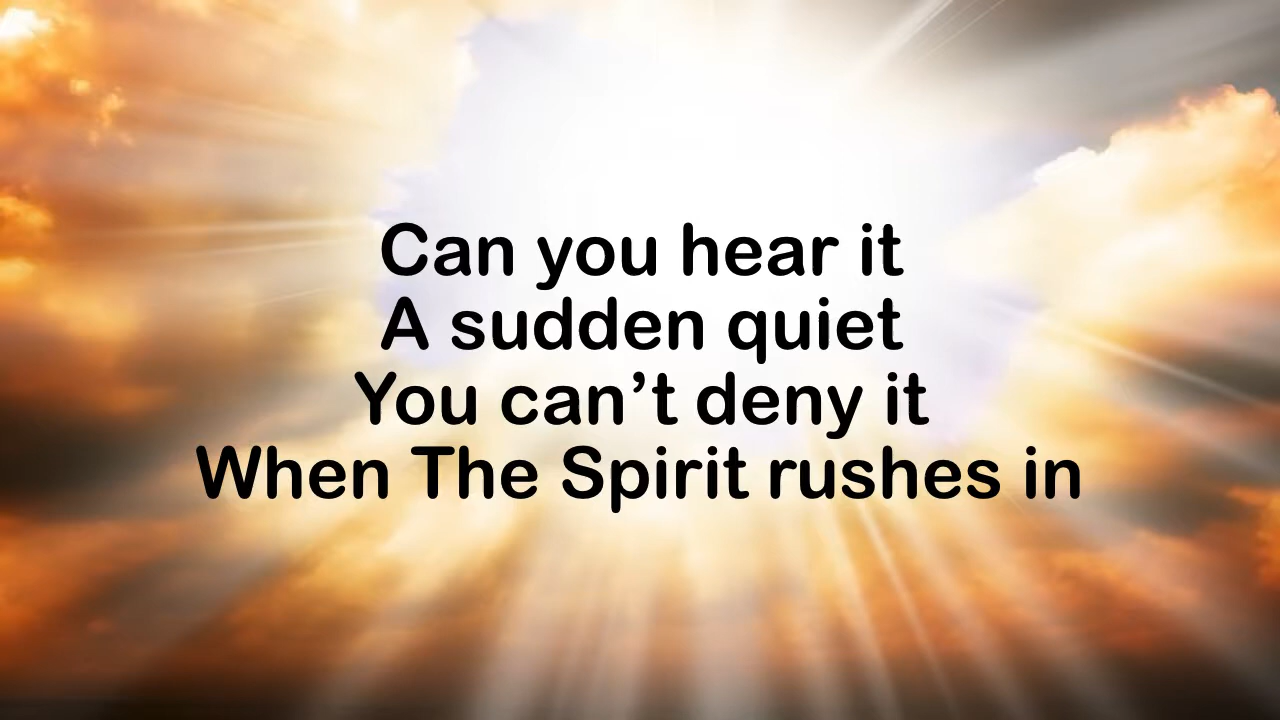 Can you hear it
A sudden quiet
You can’t deny it
When The Spirit rushes in